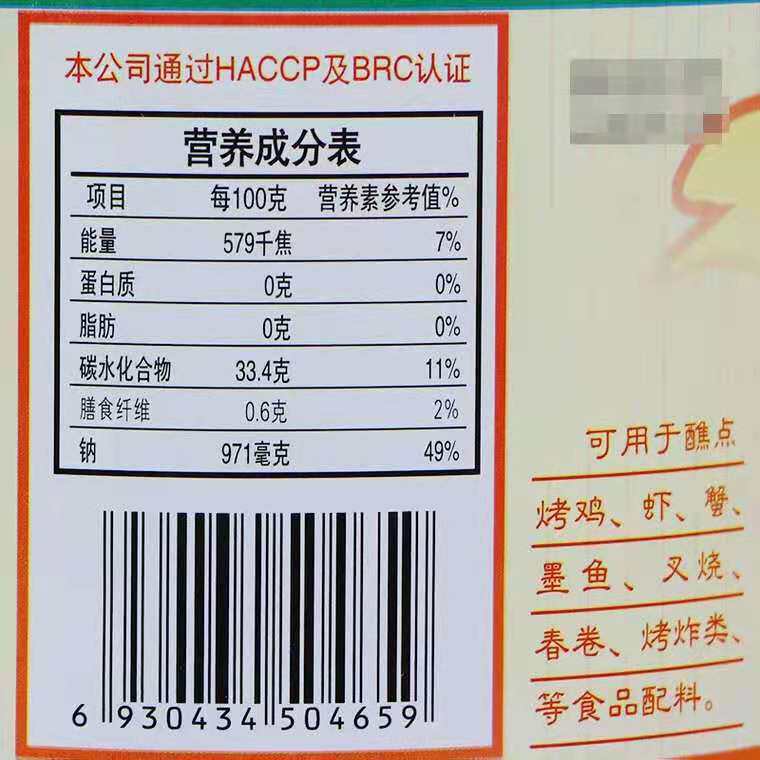 本公司通过HACCP及BRC认证
营养成分表
项目 每100克 营养素参考值%
能量 579千焦 7%
蛋白质 0克 0%
脂肪 0克 0%
碳水化合物 33.4克 11%
膳食纤维 0.6克 2%
钠 971毫克 49%
6 930434 504659
可用于醮点
烤鸡、虾、蟹、
墨鱼、叉烧、
春卷、烤炸类、
等食品配料。